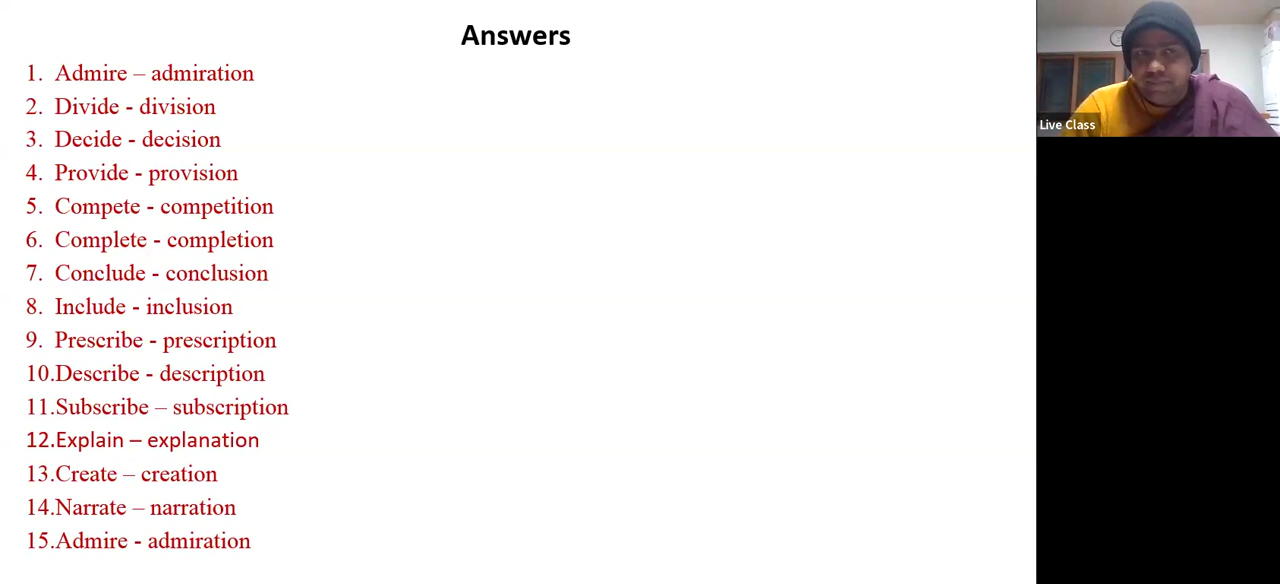 Answers
1. Admire – admiration
2. Divide - division
3. Decide - decision
4. Provide - provision
5. Compete - competition
6. Complete - completion
7. Conclude - conclusion
8. Include - inclusion
9. Prescribe - prescription
10.Describe - description
11.Subscribe – subscription
12.Explain – explanation
13.Create – creation
14.Narrate – narration
15.Admire - admiration
Live Class